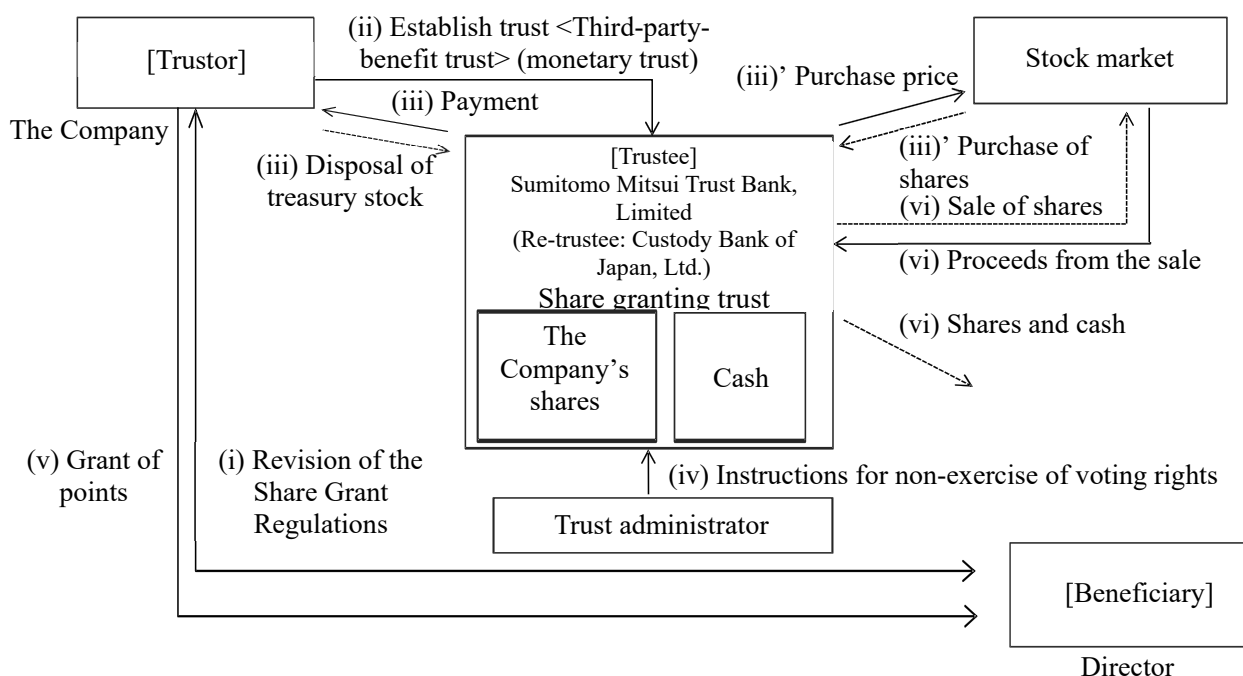 (ii) Establish trust <Third-party-
benefit trust> (monetary trust)
[Trustor]
The Company
(iii) Payment
(iii) Disposal of
treasury stock
(iii)’ Purchase price
Stock market
(iii)’ Purchase of
shares
(vi) Sale of shares
(vi) Proceeds from the sale
(vi) Shares and cash
[Trustee]
Sumitomo Mitsui Trust Bank,
Limited
(Re-trustee: Custody Bank of
Japan, Ltd.)
Share granting trust
The
Company’s
shares
Cash
(v) Grant of
points
(i) Revision of the
Share Grant
Regulations
(iv) Instructions for non-exercise of voting rights
Trust administrator
[Beneficiary]
Director